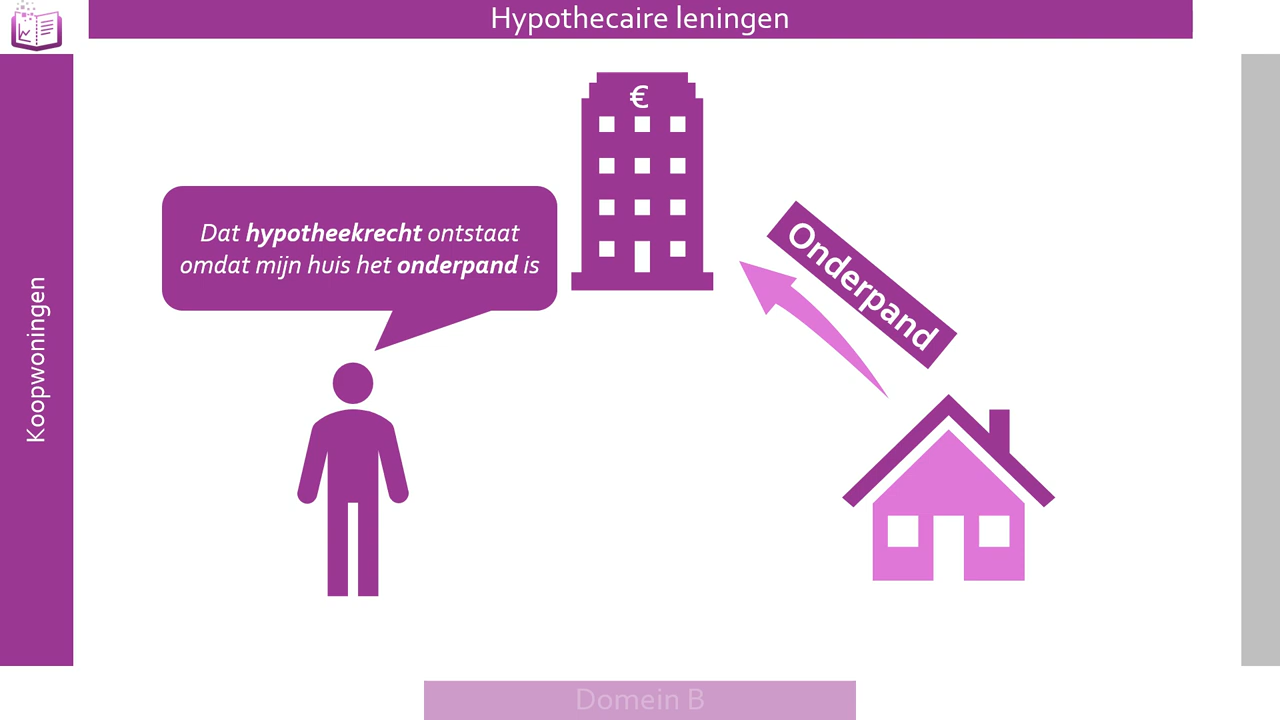 Hypothecaire leningen
€
Dat hypotheekrecht ontstaat
omdat mijn huis het onderpand is
Onderpand
Koopwoningen
Domein B